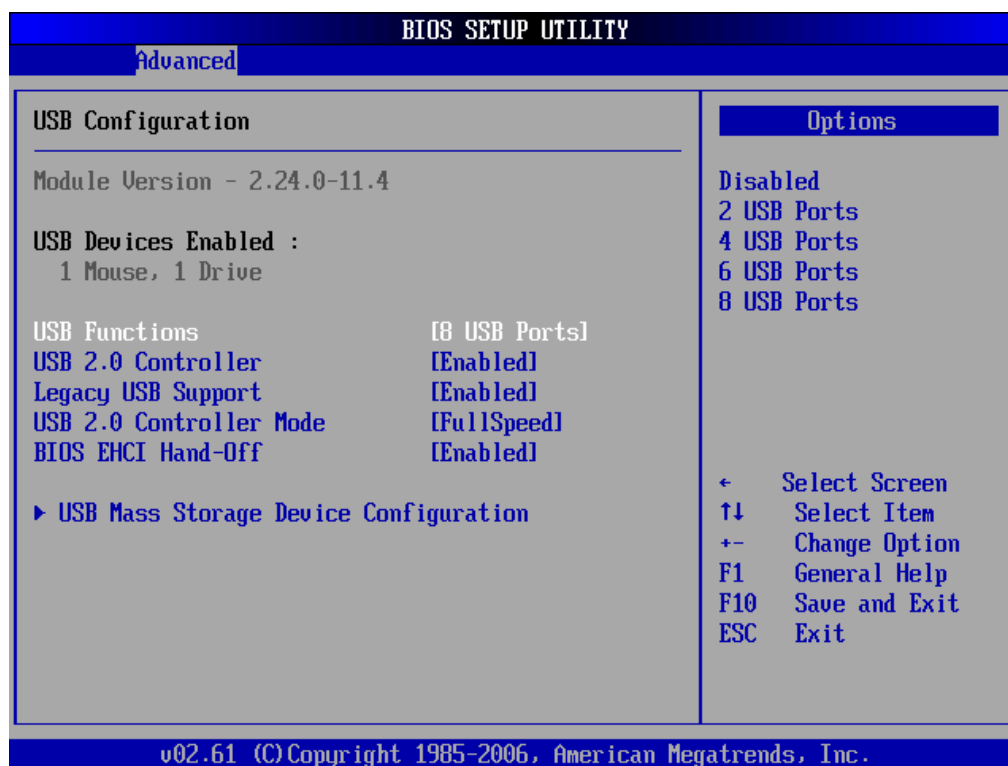 BIOS SETUP UTILITY
Advanced
USB Configuration
Module Version - 2.24.0-11.4
USB Devices Enabled :
1 Mouse, 1 Drive
USB Functions [8 USB Ports]
USB 2.0 Controller [Enabled]
Legacy USB Support [Enabled]
USB 2.0 Controller Mode [FullSpeed]
BIOS EHCI Hand-Off [Enabled]
▶ USB Mass Storage Device Configuration
Options
Disabled
2 USB Ports
4 USB Ports
6 USB Ports
8 USB Ports
← Select Screen
↑↓ Select Item
+- Change Option
F1 General Help
F10 Save and Exit
ESC Exit
v02.61 (C)Copyright 1985-2006, American Megatrends, Inc.